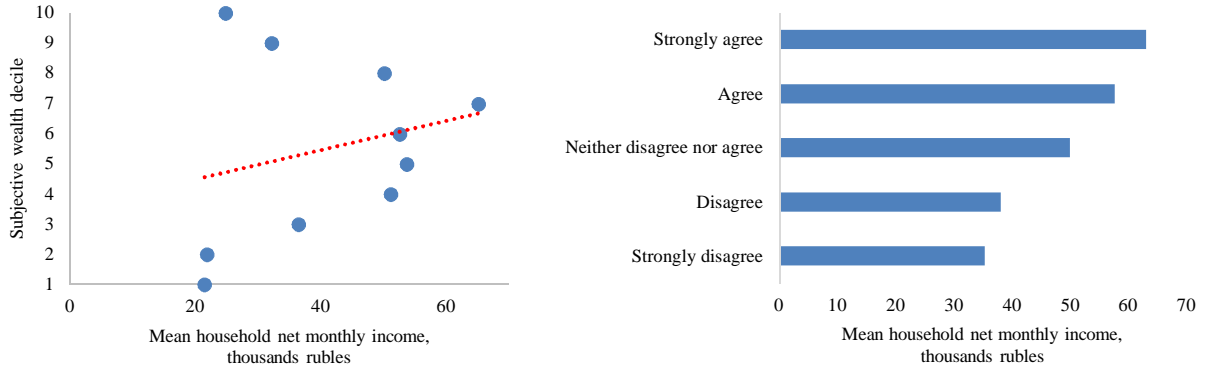 10
9
8
7
6
5
4
3
2
1
Subjective wealth decile
0 20 40 60
Mean household net monthly income,
thousands rubles
Strongly agree
Agree
Neither disagree nor agree
Disagree
Strongly disagree
0 10 20 30 40 50 60 70
Mean household net monthly income,
thousands rubles